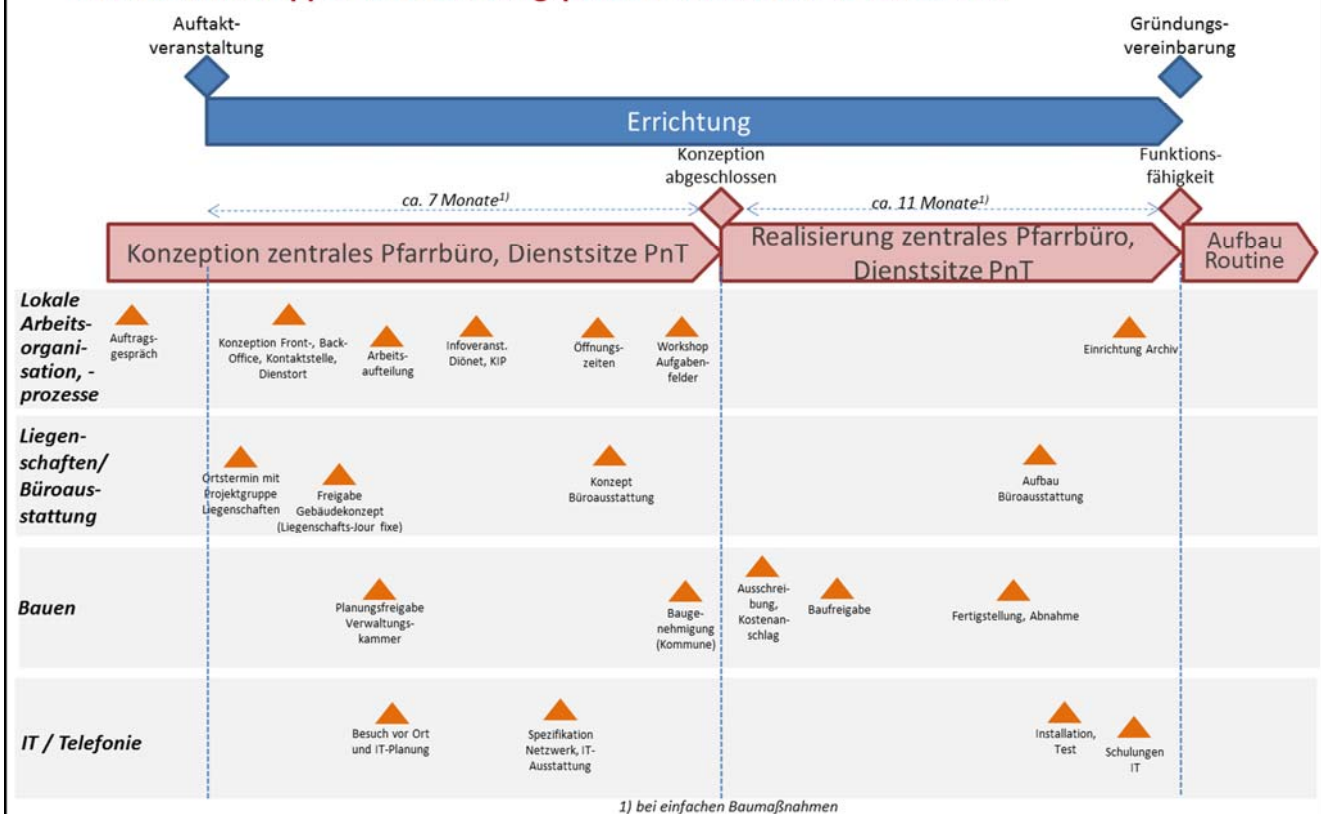 Auftakt-
veranstaltung
Gründungs-
vereinbarung
Errichtung
Konzeption
abgeschlossen
Funktions-
fähigkeit
ca. 7 Monate¹⁾
ca. 11 Monate¹⁾
Konzeption zentrales Pfarrbüro, Dienstsitze PnT
Realisierung zentrales Pfarrbüro,
Dienstsitze PnT
Aufbau
Routine
Lokale
Arbeits-
organi-
sation, -
prozesse
Auftrags-
gespräch
Konzeption Front-, Back-
Office, Kontaktstelle,
Dienstort
Arbeits-
aufteilung
Infoveranst.
Diönet, KIP
Öffnungs-
zeiten
Workshop
Aufgaben-
felder
Einrichtung Archiv
Liegen-
schaften/
Büroaus-
stattung
Ortstermin mit
Projektgruppe
Liegenschaften
Freigabe
Gebäudekonzept
(Liegenschafts-Jour fixe)
Konzept
Büroausstattung
Aufbau
Büroausstattung
Bauen
Planungsfreigabe
Verwaltungs-
kammer
Bauge-
nehmigung
(Kommune)
Ausschrei-
bung,
Kostenan-
schlag
Baufreigabe
Fertigstellung, Abnahme
IT / Telefonie
Besuch vor Ort
und IT-Planung
Spezifikation
Netzwerk, IT-
Ausstattung
Installation,
Test
Schulungen
IT
1) bei einfachen Baumaßnahmen